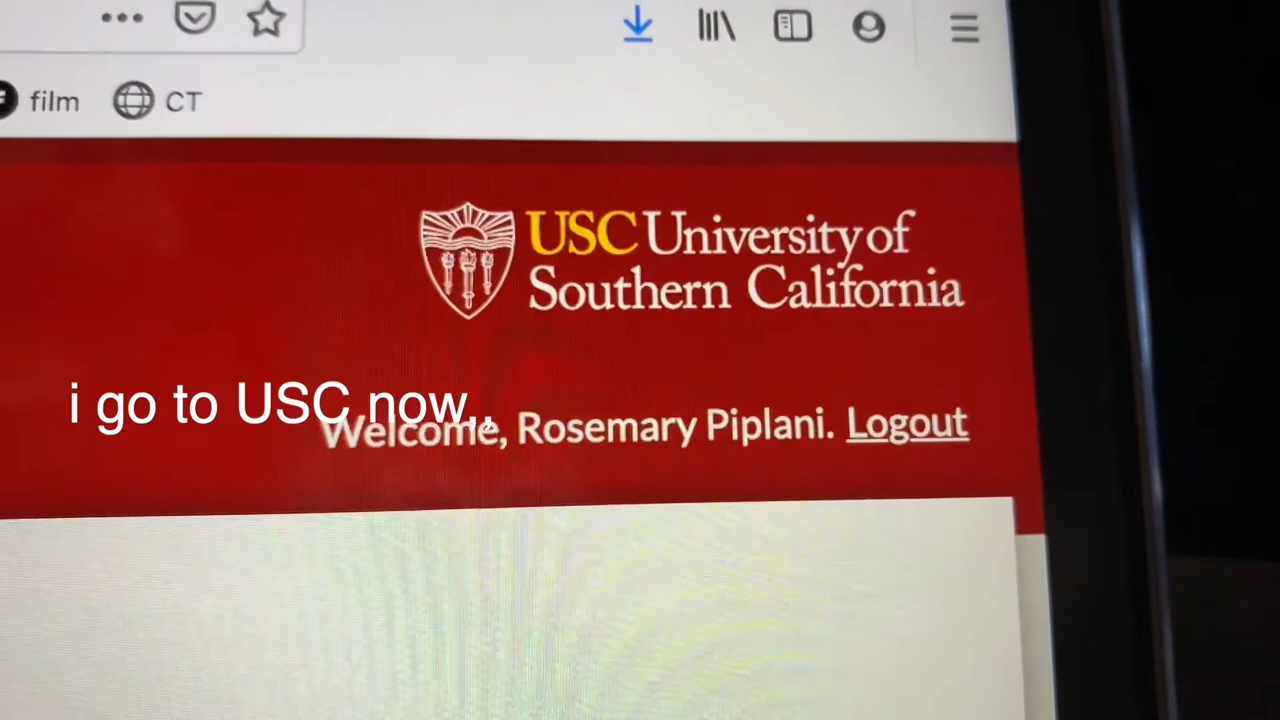 film
CT
USC University of
Southern California
i go to USC now,,
Welcome, Rosemary Piplani. Logout